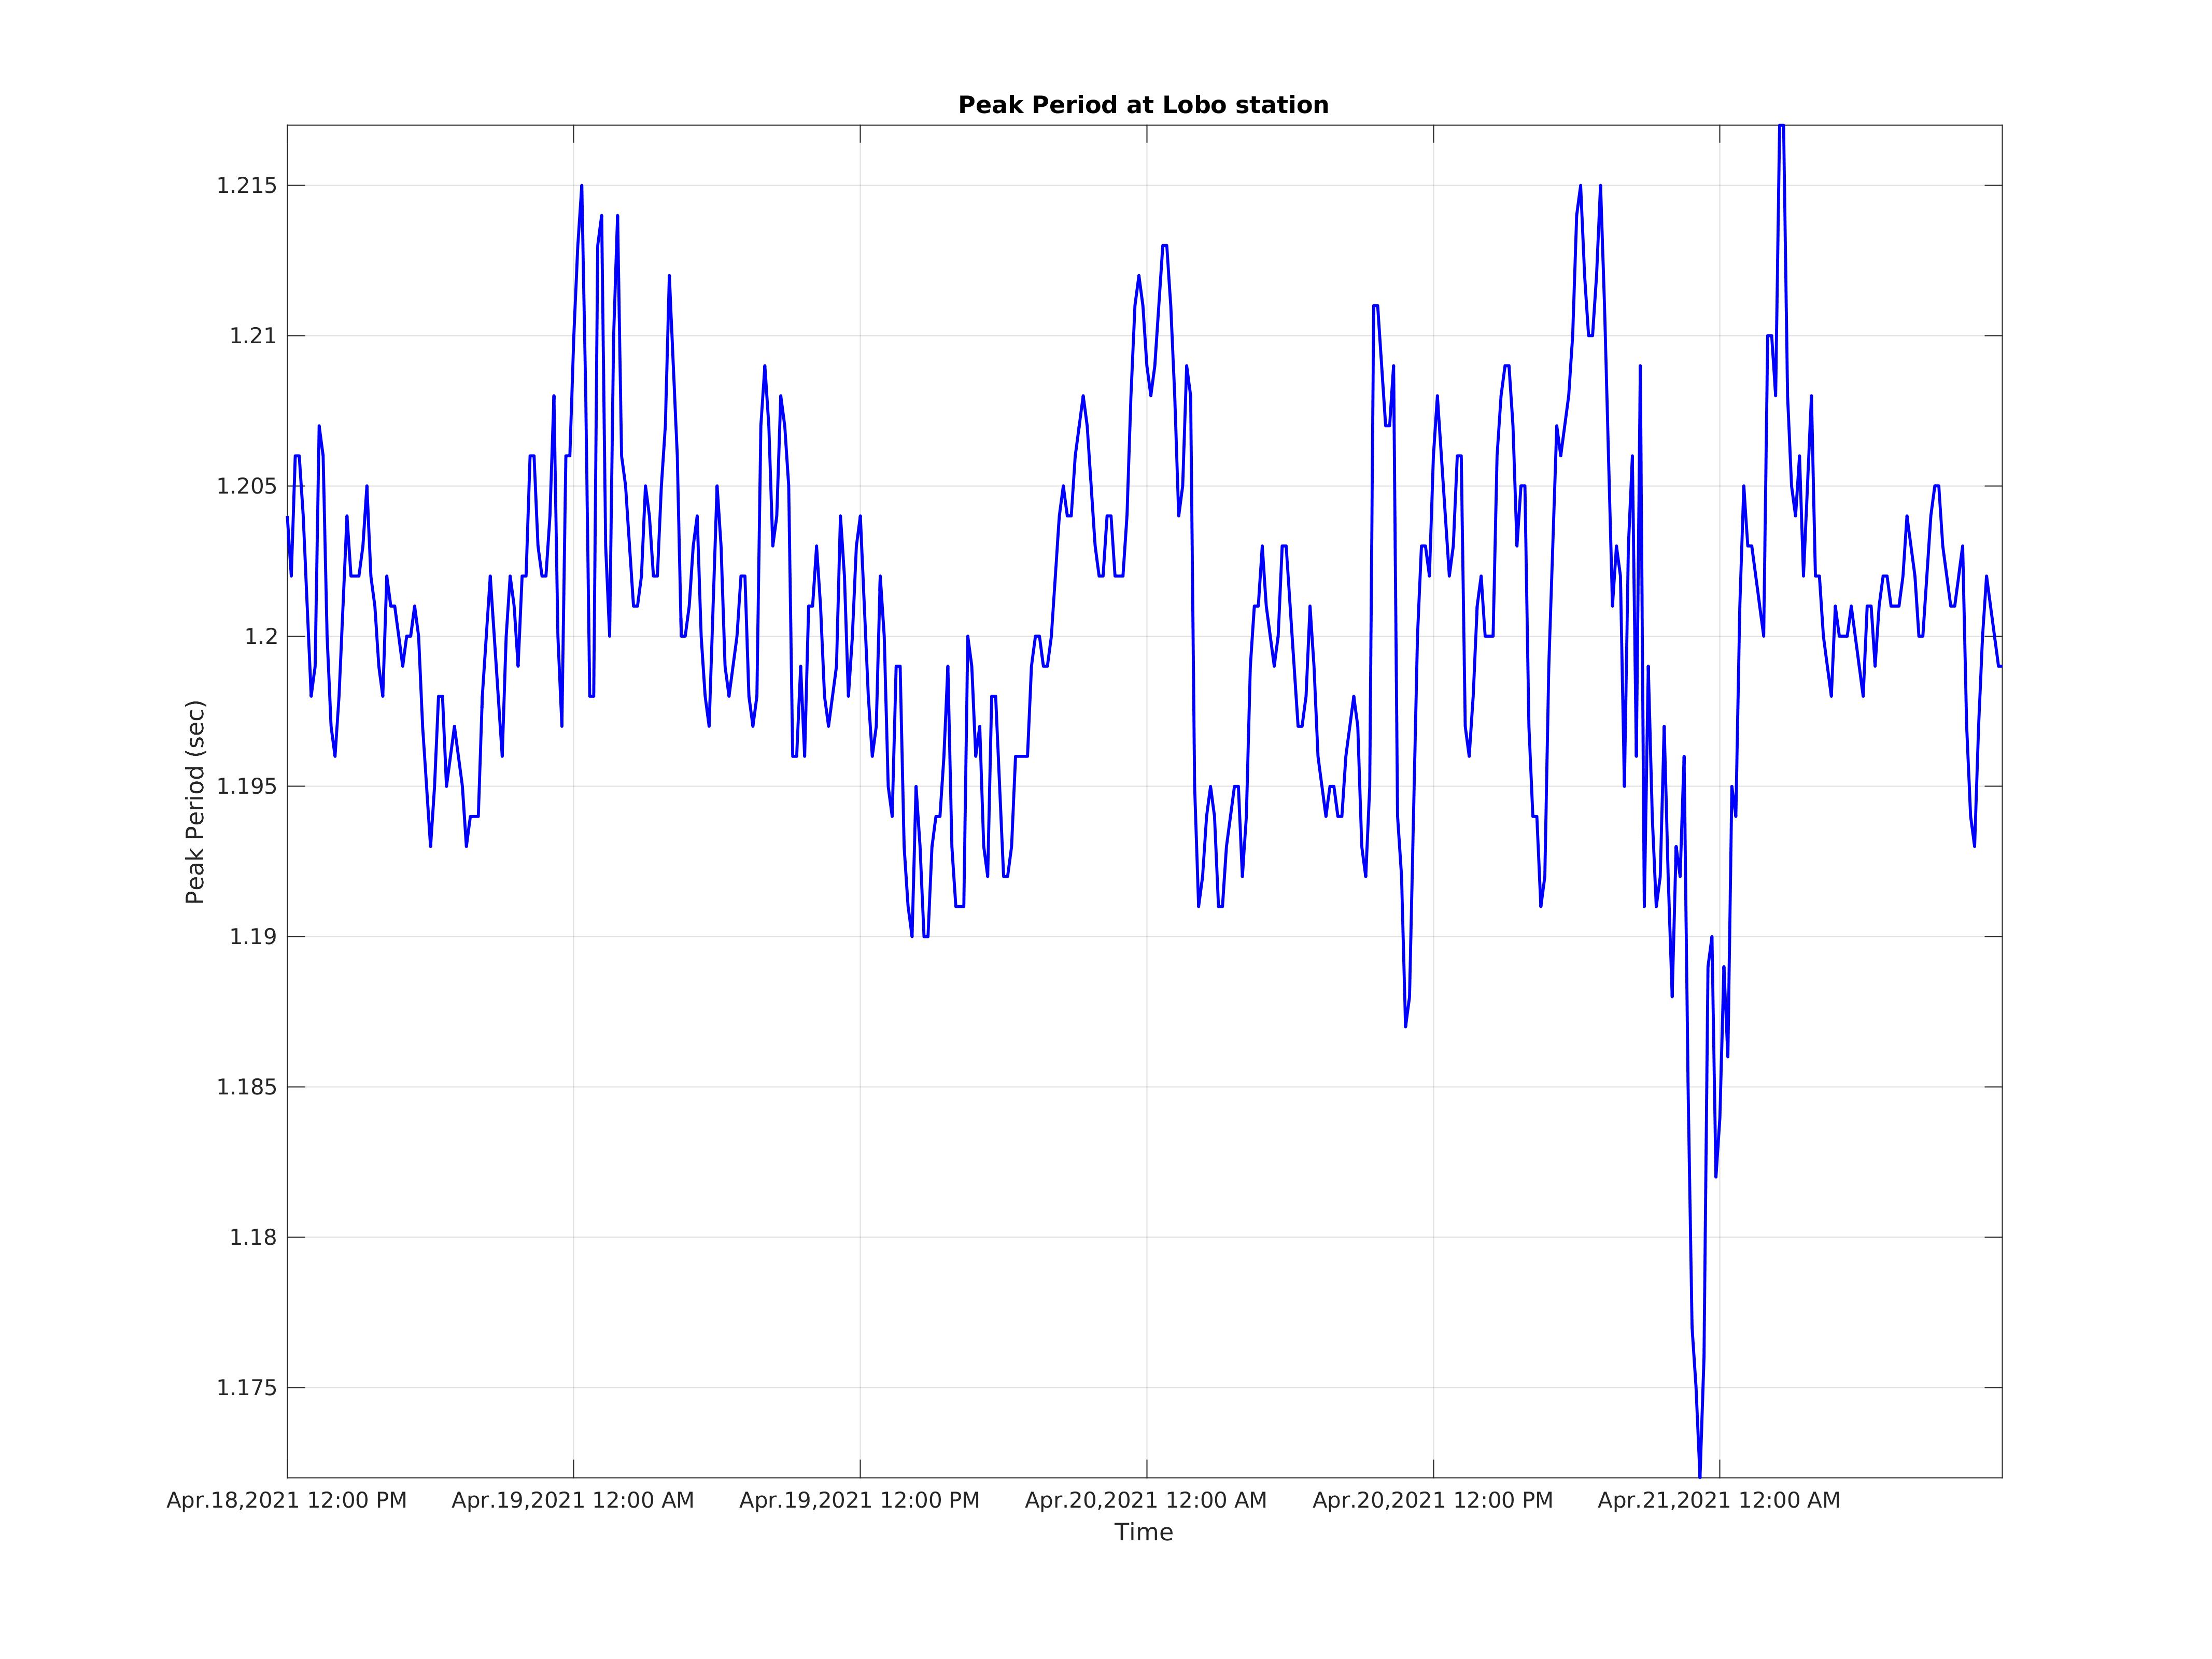 Peak Period at Lobo station
1.215
1.21
1.205
1.2
1.195
1.19
1.185
1.18
1.175
Peak Period (sec)
Apr.18,2021 12:00 PM Apr.19,2021 12:00 AM Apr.19,2021 12:00 PM Apr.20,2021 12:00 AM Apr.20,2021 12:00 PM Apr.21,2021 12:00 AM
Time